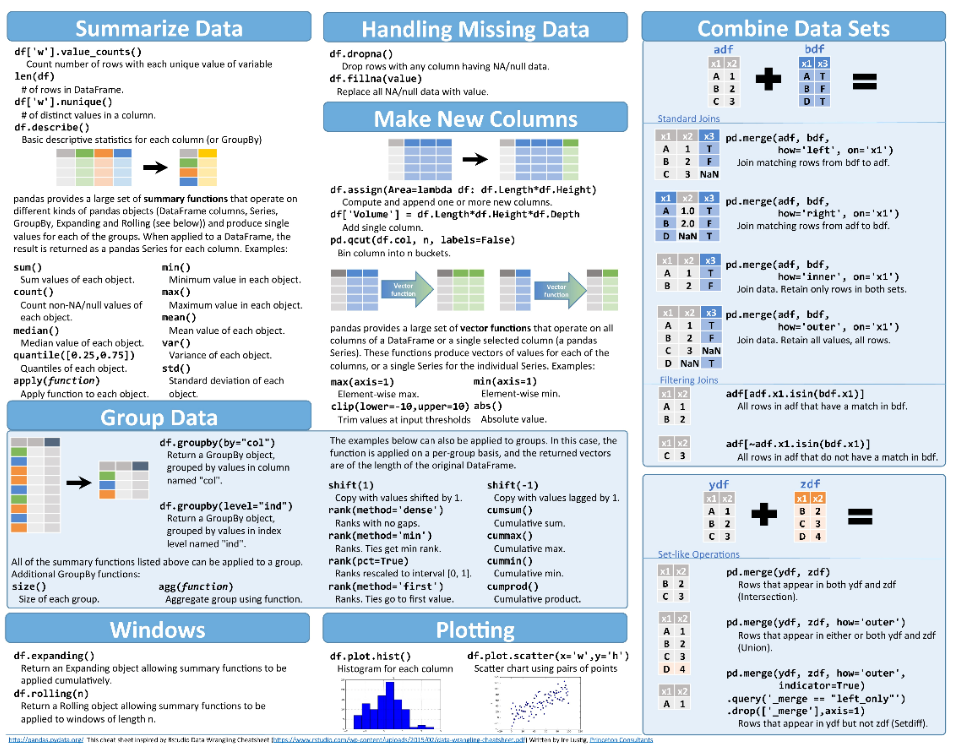 Summarize Data
df['w'].value_counts()
Count number of rows with each unique value of variable
len(df)
# of rows in DataFrame.
df['w'].nunique()
# of distinct values in a column.
df.describe()
Basic descriptive statistics for each column (or GroupBy)
pandas provides a large set of summary functions that operate on
different kinds of pandas objects (DataFrame columns, Series,
GroupBy, Expanding and Rolling (see below)) and produce single
values for each of the groups. When applied to a DataFrame, the
result is returned as a pandas Series for each column. Examples:
sum()
Sum values of each object.
count()
Count non-NA/null values of
each object.
median()
Median value of each object.
quantile([0.25,0.75])
Quantiles of each object.
apply(function)
Apply function to each object.
min()
Minimum value in each object.
max()
Maximum value in each object.
mean()
Mean value of each object.
var()
Variance of each object.
std()
Standard deviation of each
object.
Group Data
df.groupby(by="col")
Return a GroupBy object,
grouped by values in column
named "col".
df.groupby(level="ind")
Return a GroupBy object,
grouped by values in index
level named "ind".
All of the summary functions listed above can be applied to a group.
Additional GroupBy functions:
size()
Size of each group.
agg(function)
Aggregate group using function.
Windows
df.expanding()
Return an Expanding object allowing summary functions to be
applied cumulatively.
df.rolling(n)
Return a Rolling object allowing summary functions to be
applied to windows of length n.
Handling Missing Data
df.dropna()
Drop rows with any column having NA/null data.
df.fillna(value)
Replace all NA/null data with value.
Make New Columns
df.assign(Area=lambda df: df.Length*df.Height)
Compute and append one or more new columns.
df['Volume'] = df.Length*df.Height*df.Depth
Add single column.
pd.qcut(df.col, n, labels=False)
Bin column into n buckets.
Vector
function
Vector
function
pandas provides a large set of vector functions that operate on all
columns of a DataFrame or a single selected column (a pandas
Series). These functions produce vectors of values for each of the
columns, or a single Series for the individual Series. Examples:
max(axis=1)
Element-wise max.
clip(lower=-10,upper=10)
Trim values at input thresholds
min(axis=1)
Element-wise min.
abs()
Absolute value.
The examples below can also be applied to groups. In this case, the
function is applied on a per-group basis, and the returned vectors
are of the length of the original DataFrame.
shift(1)
Copy with values shifted by 1.
rank(method='dense')
Ranks with no gaps.
rank(method='min')
Ranks. Ties get min rank.
rank(pct=True)
Ranks rescaled to interval [0, 1].
rank(method='first')
Ranks. Ties go to first value.
shift(-1)
Copy with values lagged by 1.
cumsum()
Cumulative sum.
cummax()
Cumulative max.
cummin()
Cumulative min.
cumprod()
Cumulative product.
Plotting
df.plot.hist()
Histogram for each column
df.plot.scatter(x='w',y='h')
Scatter chart using pairs of points
Combine Data Sets
adf bdf
x1 x2 x1 x3
A 1 A T
B 2 B F
C 3 D T
Standard Joins
x1 x2 x3
A 1 T
B 2 F
C 3 NaN
pd.merge(adf, bdf,
how='left', on='x1')
Join matching rows from bdf to adf.
x1 x2 x3
A 1.0 T
B 2.0 F
D NaN T
pd.merge(adf, bdf,
how='right', on='x1')
Join matching rows from adf to bdf.
x1 x2 x3
A 1 T
B 2 F
pd.merge(adf, bdf,
how='inner', on='x1')
Join data. Retain only rows in both sets.
x1 x2 x3
A 1 T
B 2 F
C 3 NaN
D NaN T
pd.merge(adf, bdf,
how='outer', on='x1')
Join data. Retain all values, all rows.
Filtering Joins
x1 x2
A 1
B 2
adf[adf.x1.isin(bdf.x1)]
All rows in adf that have a match in bdf.
x1 x2
C 3
adf[~adf.x1.isin(bdf.x1)]
All rows in adf that do not have a match in bdf.
ydf zdf
x1 x2 x1 x2
A 1 B 2
B 2 C 3
C 3 D 4
Set-like Operations
x1 x2
B 2
C 3
pd.merge(ydf, zdf)
Rows that appear in both ydf and zdf
(Intersection).
x1 x2
A 1
B 2
C 3
D 4
pd.merge(ydf, zdf, how='outer')
Rows that appear in either or both ydf and zdf
(Union).
x1 x2
A 1
pd.merge(ydf, zdf, how='outer',
indicator=True)
.query('_merge == "left_only"')
.drop(['_merge'],axis=1)
Rows that appear in ydf but not zdf (Setdiff).
http://pandas.pydata.org/ This cheat sheet inspired by Rstudio Data Wrangling Cheatsheet (https://www.rstudio.com/wp-content/uploads/2015/02/data-wrangling-cheatsheet.pdf) Written by Irv Lustig, Princeton Consultants